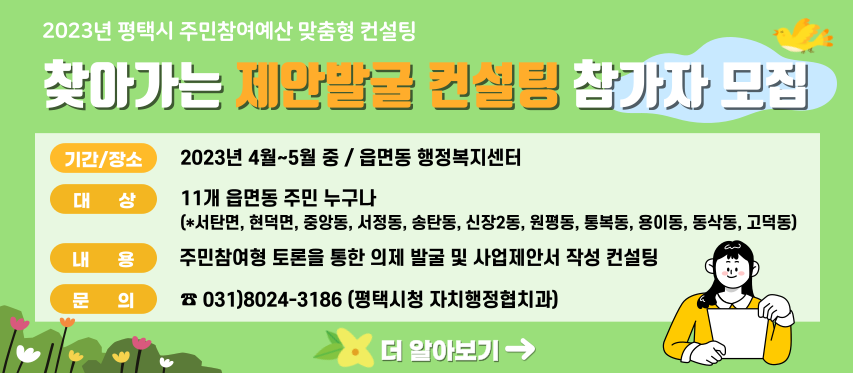 2023년 평택시 주민참여예산 맞춤형 컨설팅
찾아가는 제안발굴 컨설팅 참가자 모집
기간/장소 2023년 4월~5월 중 / 읍면동 행정복지센터
대 상 11개 읍면동 주민 누구나
(*서탄면, 현덕면, 중앙동, 서정동, 송탄동, 신장2동, 원평동, 통복동, 용이동, 동삭동, 고덕동)
내 용 주민참여형 토론을 통한 의제 발굴 및 사업제안서 작성 컨설팅
문 의 ☎ 031)8024-3186 (평택시청 자치행정협치과)
더 알아보기 →